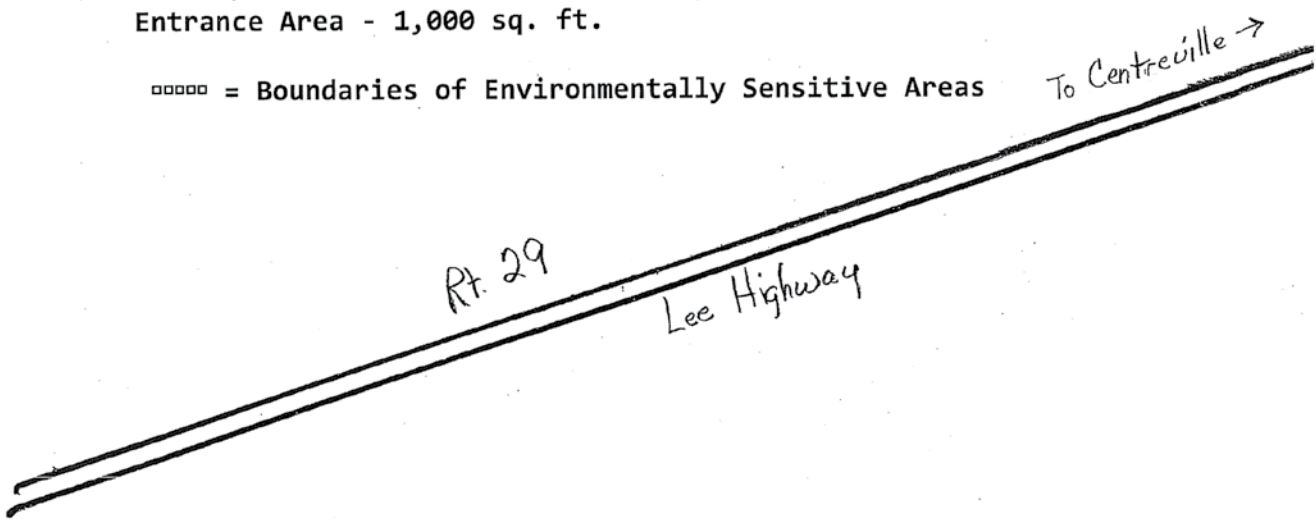 Entrance Area - 1,000 sq. ft.
▫▫▫▫▫ = Boundaries of Environmentally Sensitive Areas
To Centreville →
Rt. 29
Lee Highway